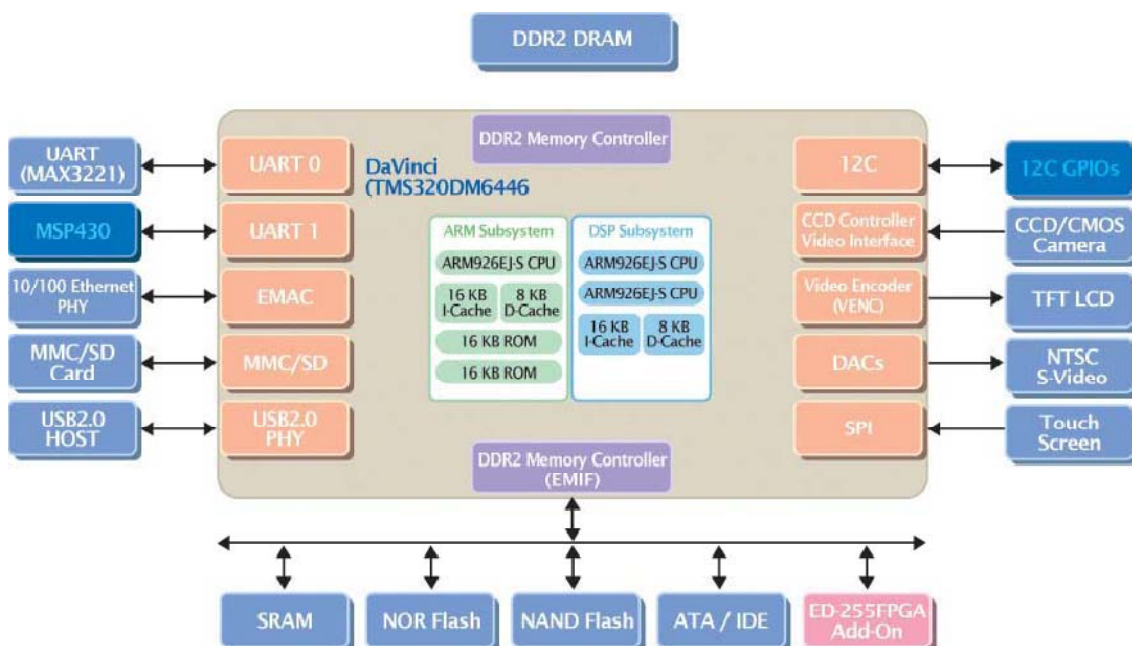 DDR2 DRAM
DDR2 Memory Controller
DaVinci
(TMS320DM6446
UART
(MAX3221)
UART 0
MSP430
UART 1
10/100 Ethernet
PHY
EMAC
MMC/SD
Card
MMC/SD
USB2.0
HOST
USB2.0
PHY
ARM Subsystem
ARM926EJ-S CPU
16 KB
I-Cache
8 KB
D-Cache
16 KB ROM
16 KB ROM
DSP Subsystem
ARM926EJ-S CPU
ARM926EJ-S CPU
16 KB
I-Cache
8 KB
D-Cache
12C
12C GPIOs
CCD Controller
Video Interface
CCD/CMOS
Camera
Video Encoder
(VENC)
TFT LCD
DACs
NTSC
S-Video
SPI
Touch
Screen
DDR2 Memory Controller
(EMIF)
SRAM
NOR Flash
NAND Flash
ATA / IDE
ED-255FPGA
Add-On